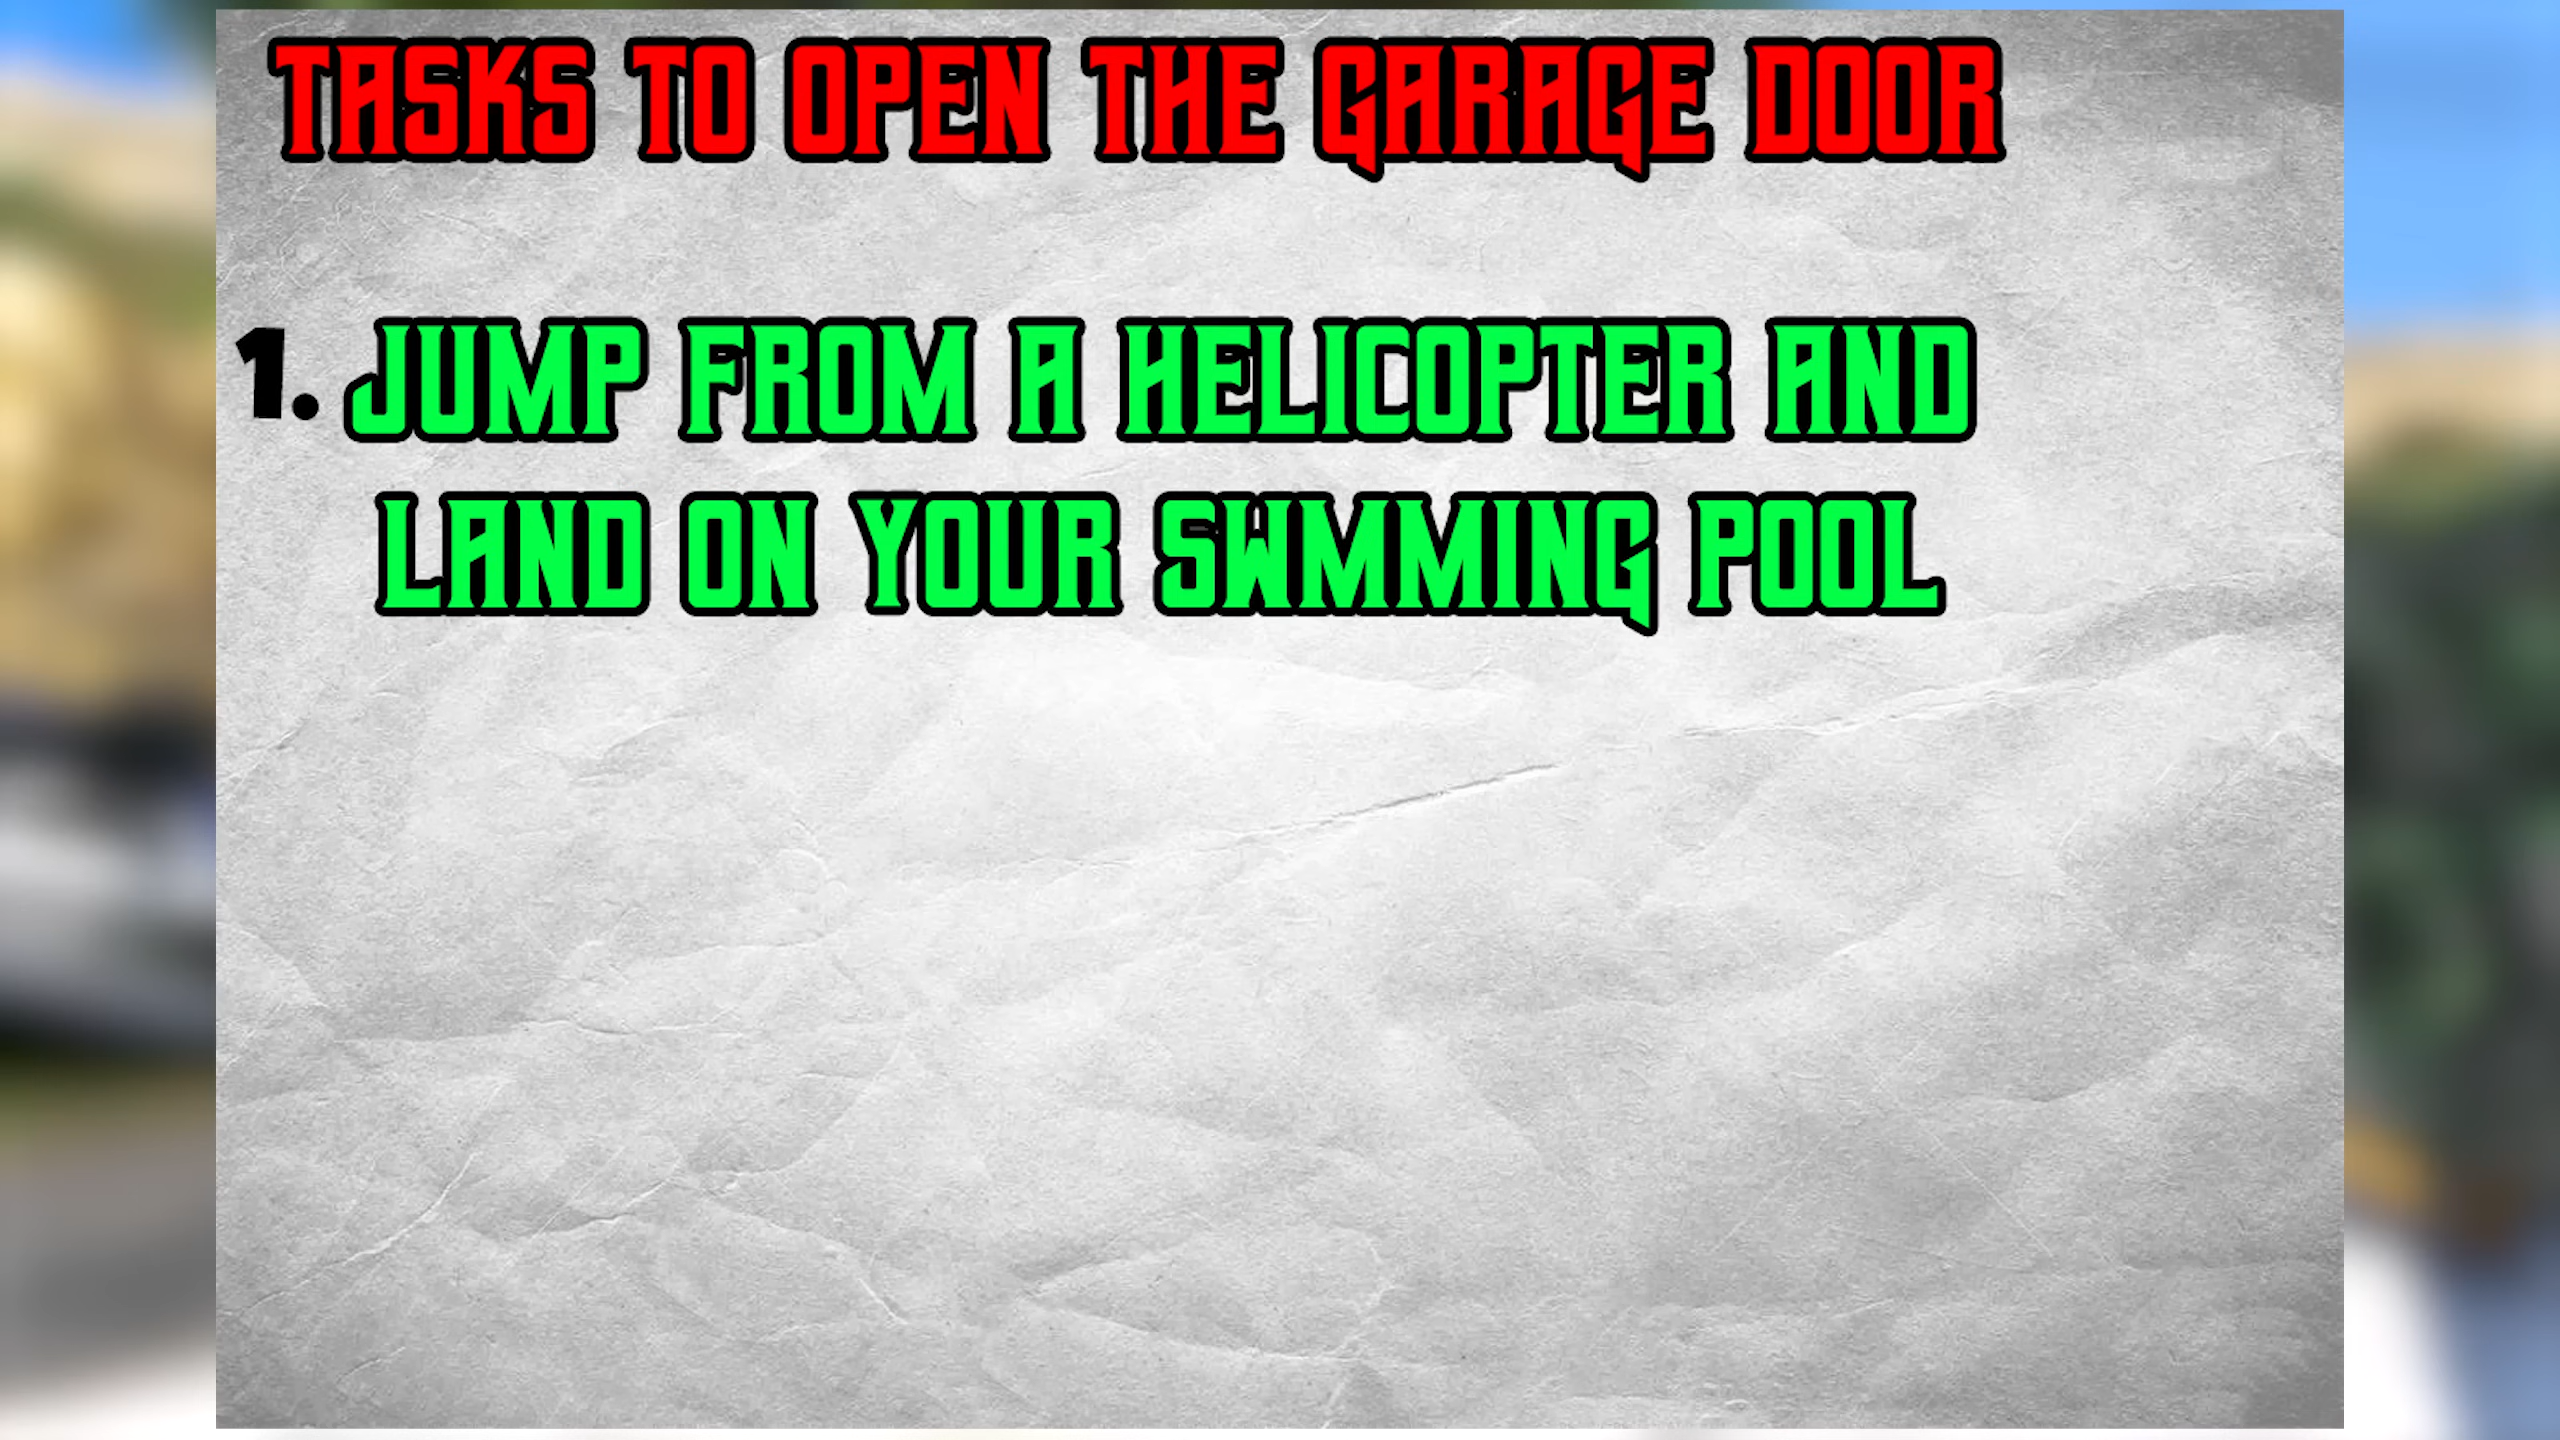 TASKS TO OPEN THE GARAGE DOOR
1. JUMP FROM A HELICOPTER AND
LAND ON YOUR SWMMING POOL